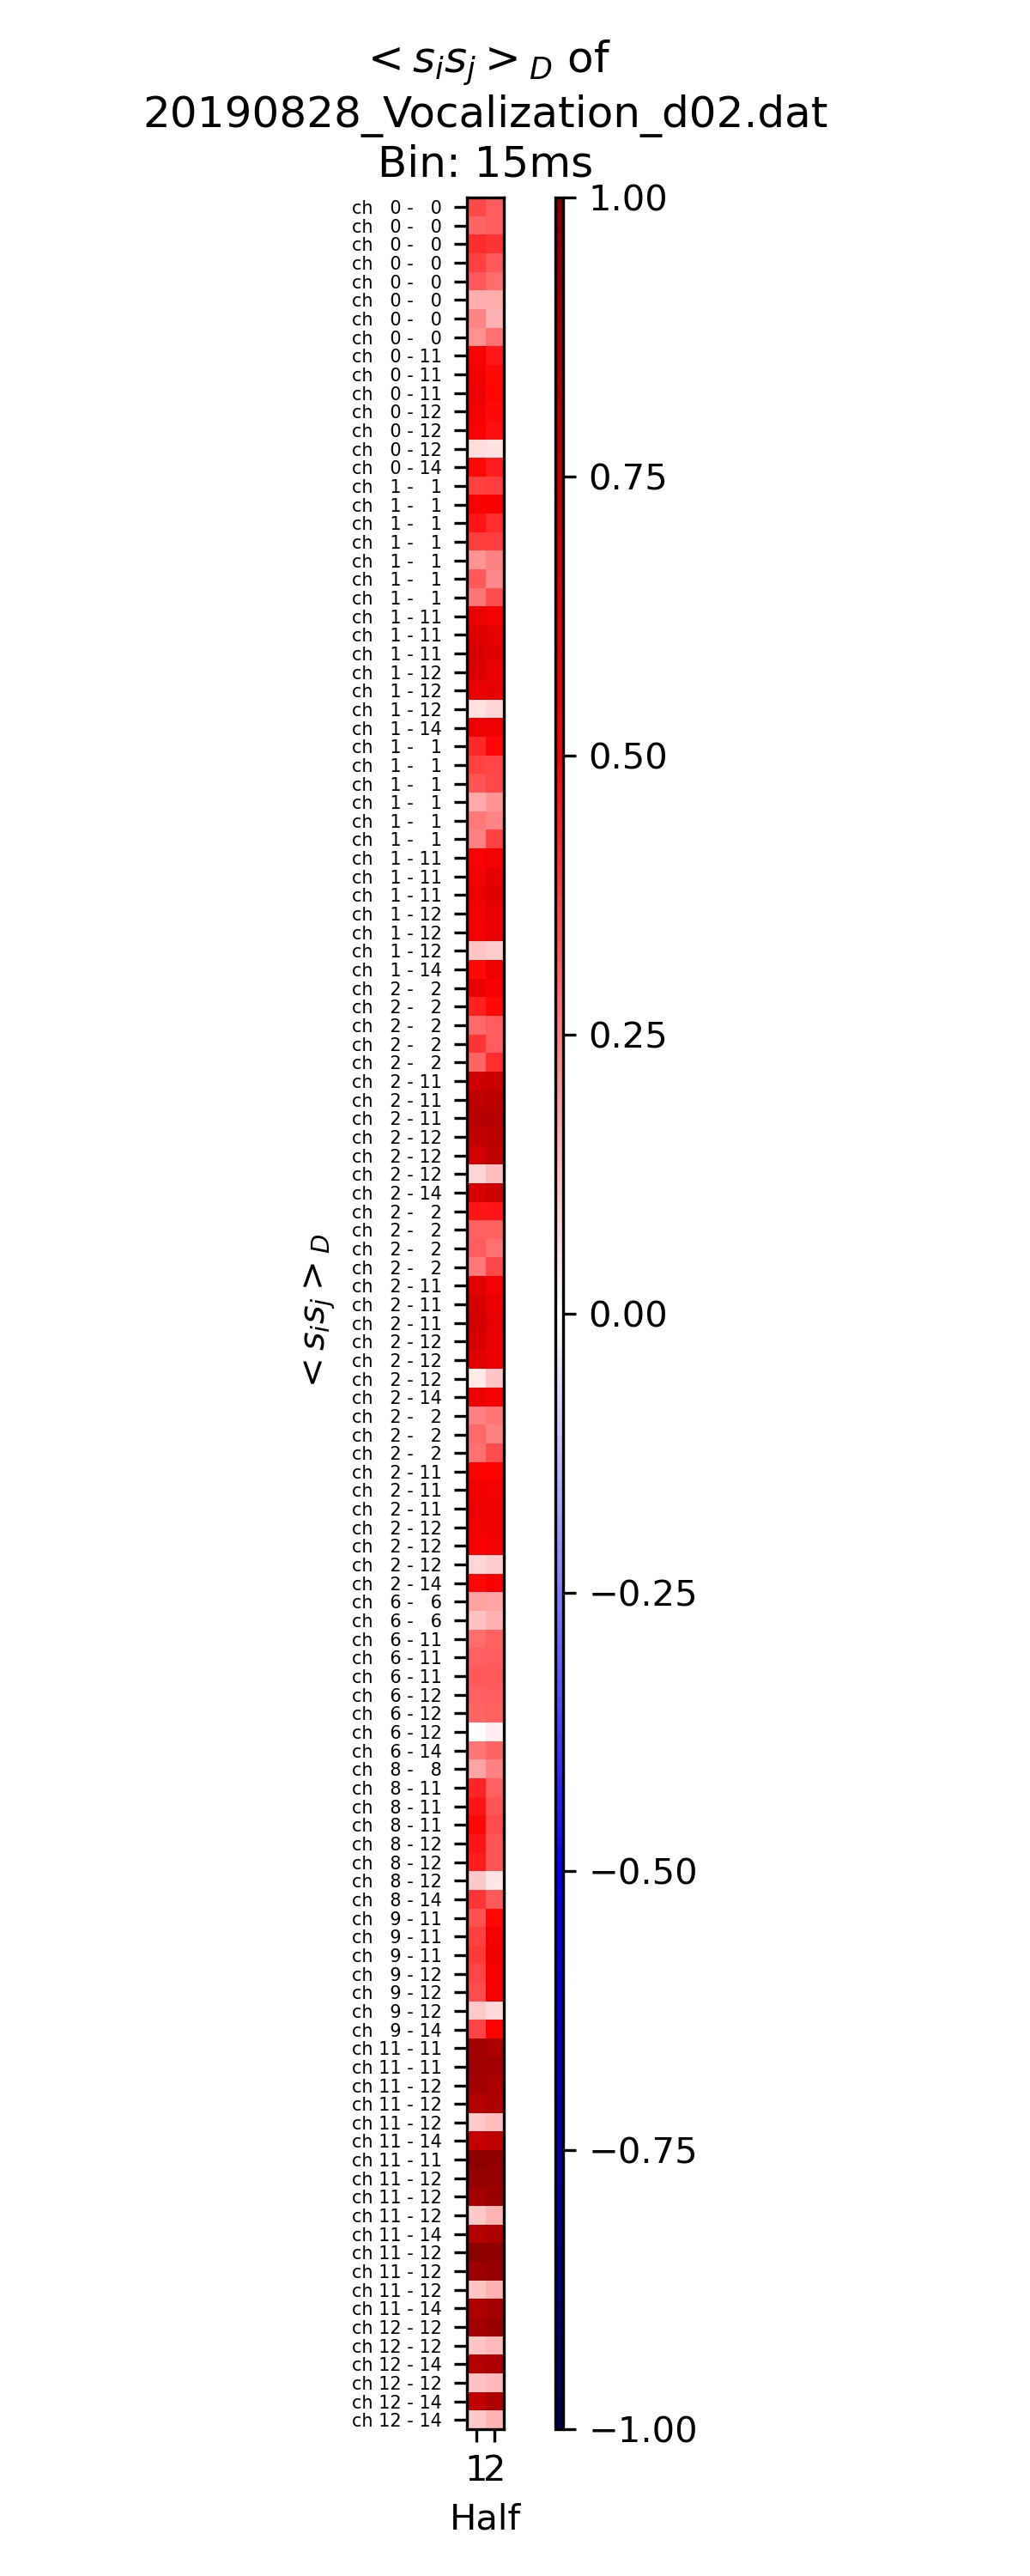 < s_i s_j >_D of
20190828_Vocalization_d02.dat
Bin: 15ms
< s_i s_j >_D
ch 0 - 0
ch 0 - 0
ch 0 - 0
ch 0 - 0
ch 0 - 0
ch 0 - 0
ch 0 - 0
ch 0 - 0
ch 0 - 11
ch 0 - 11
ch 0 - 11
ch 0 - 12
ch 0 - 12
ch 0 - 12
ch 0 - 14
ch 1 - 1
ch 1 - 1
ch 1 - 1
ch 1 - 1
ch 1 - 1
ch 1 - 1
ch 1 - 1
ch 1 - 11
ch 1 - 11
ch 1 - 11
ch 1 - 12
ch 1 - 12
ch 1 - 12
ch 1 - 14
ch 1 - 1
ch 1 - 1
ch 1 - 1
ch 1 - 1
ch 1 - 1
ch 1 - 1
ch 1 - 11
ch 1 - 11
ch 1 - 11
ch 1 - 12
ch 1 - 12
ch 1 - 12
ch 1 - 14
ch 2 - 2
ch 2 - 2
ch 2 - 2
ch 2 - 2
ch 2 - 2
ch 2 - 11
ch 2 - 11
ch 2 - 11
ch 2 - 12
ch 2 - 12
ch 2 - 12
ch 2 - 14
ch 2 - 2
ch 2 - 2
ch 2 - 2
ch 2 - 2
ch 2 - 11
ch 2 - 11
ch 2 - 11
ch 2 - 12
ch 2 - 12
ch 2 - 12
ch 2 - 14
ch 2 - 2
ch 2 - 2
ch 2 - 2
ch 2 - 11
ch 2 - 11
ch 2 - 11
ch 2 - 12
ch 2 - 12
ch 2 - 12
ch 2 - 14
ch 6 - 6
ch 6 - 6
ch 6 - 11
ch 6 - 11
ch 6 - 11
ch 6 - 12
ch 6 - 12
ch 6 - 12
ch 6 - 14
ch 8 - 8
ch 8 - 11
ch 8 - 11
ch 8 - 11
ch 8 - 12
ch 8 - 12
ch 8 - 12
ch 8 - 14
ch 9 - 11
ch 9 - 11
ch 9 - 11
ch 9 - 12
ch 9 - 12
ch 9 - 12
ch 9 - 14
ch 11 - 11
ch 11 - 11
ch 11 - 12
ch 11 - 12
ch 11 - 12
ch 11 - 14
ch 11 - 11
ch 11 - 12
ch 11 - 12
ch 11 - 12
ch 11 - 14
ch 11 - 12
ch 11 - 12
ch 11 - 12
ch 11 - 14
ch 12 - 12
ch 12 - 12
ch 12 - 14
ch 12 - 12
ch 12 - 14
ch 12 - 14
1 2
Half
1.00
0.75
0.50
0.25
0.00
−0.25
−0.50
−0.75
−1.00